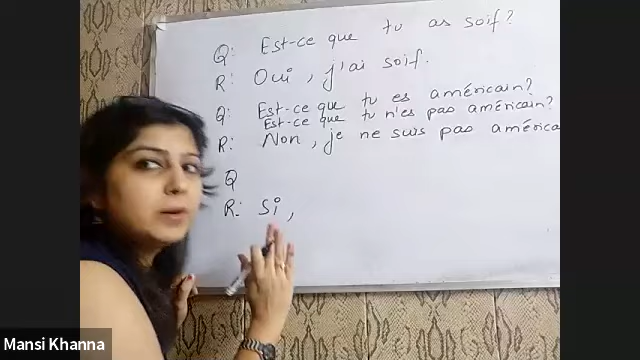 Q: Est-ce que tu as soif?
R: Oui, j'ai soif.
Q: Est-ce que tu es américain?
Est-ce que tu n'es pas américain?
R: Non, je ne suis pas américa
Q
R: Si,
Mansi Khanna